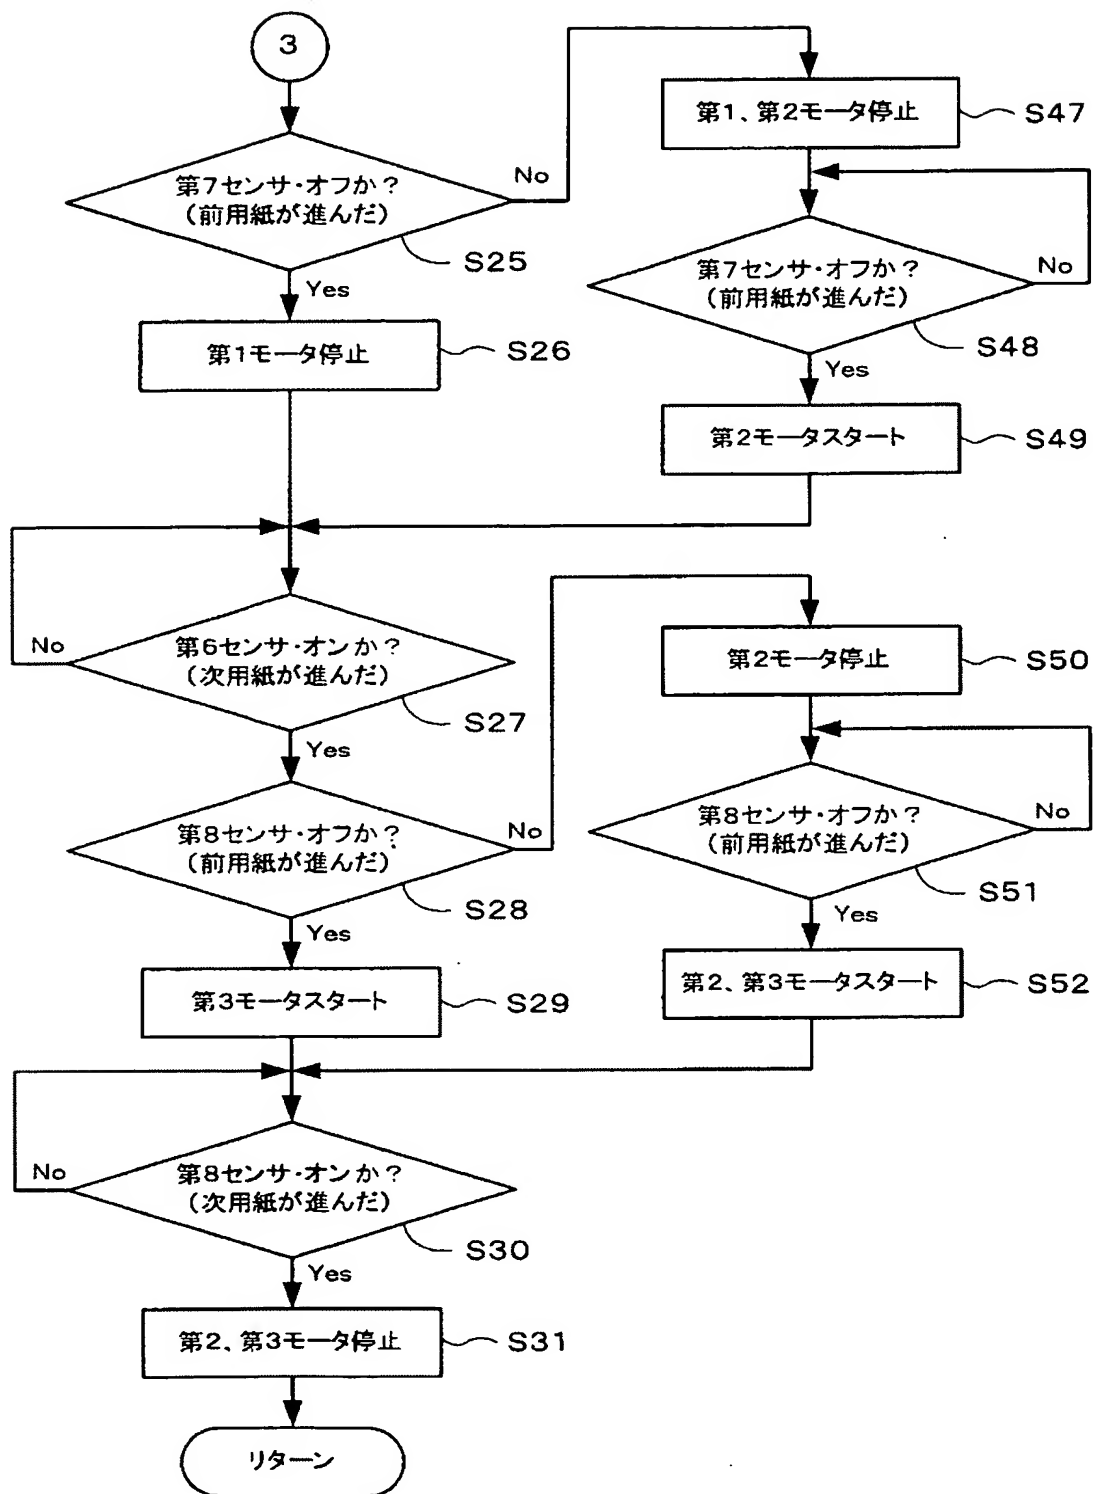 3
第7センサ・オフか？
（前用紙が進んだ）
No
S25
Yes
第1モータ停止
S26
第1、第2モータ停止
S47
第7センサ・オフか？
（前用紙が進んだ）
No
S48
Yes
第2モータスタート
S49
第6センサ・オンか？
（次用紙が進んだ）
No
S27
Yes
第8センサ・オフか？
（前用紙が進んだ）
No
S28
Yes
第3モータスタート
S29
第2モータ停止
S50
第8センサ・オフか？
（前用紙が進んだ）
No
S51
Yes
第2、第3モータスタート
S52
第8センサ・オンか？
（次用紙が進んだ）
No
S30
Yes
第2、第3モータ停止
S31
リターン